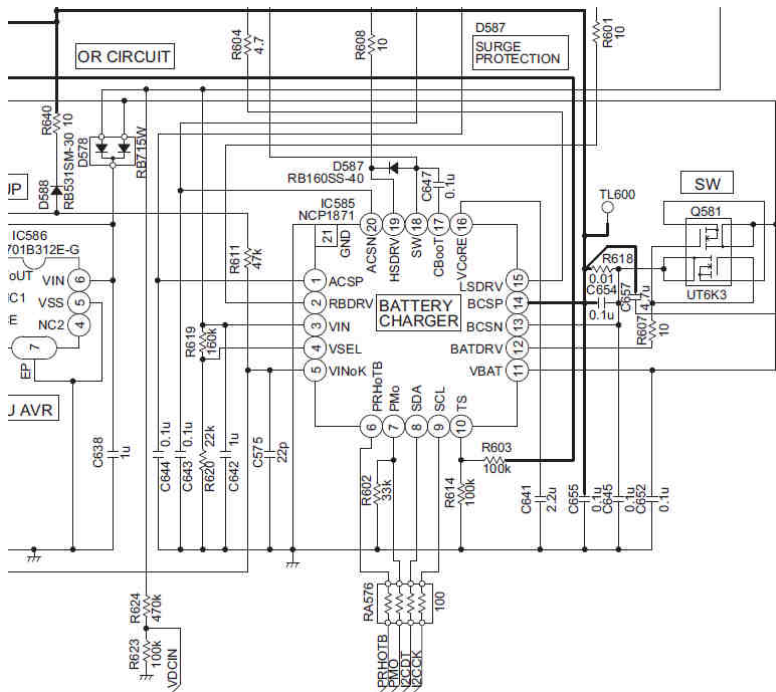 R604
4.7
R608
10
D587
SURGE
PROTECTION
R601
10
OR CIRCUIT
R640
10
D578
RB715W
D588
RB531SM-30
UP
IC586
701B312E-G
oUT
VIN
6
C1
VSS
5
E
NC2
4
7
EP
U AVR
C638
1u
D587
RB160SS-40
C647
0.1u
IC585
NCP1871
21
GND
R611
47k
20
19
18
17
16
ACSN
HSDRV
SW
CBooT
VCoRE
1
ACSP
2
RBDRV
3
VIN
4
VSEL
5
VINoK
BATTERY
CHARGER
LSDRV
15
BCSP
14
BCSN
13
BATDRV
12
VBAT
11
PRHoTB
PMo
SDA
SCL
TS
6
7
8
9
10
TL600
SW
Q581
UT6K3
R618
0.01
C654
0.1u
C657
4.7u
R607
10
R619
160k
C644
0.1u
C643
0.1u
R620
22k
C642
1u
C575
22p
R602
33k
R614
100k
R603
100k
C641
2.2u
C655
0.1u
C645
0.1u
C652
0.1u
RA576
100
R624
470k
R623
100k
VDCIN
PRHOTB
PMO
I2CDT
I2CCK